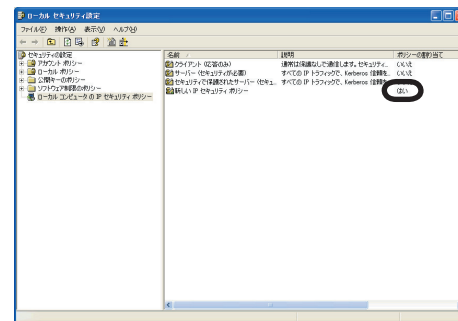 ローカル セキュリティ設定
ファイル(F) 操作(A) 表示(V) ヘルプ(H)
セキュリティの設定
アカウント ポリシー
ローカル ポリシー
公開キーのポリシー
ソフトウェア制限のポリシー
ローカル コンピュータ の IP セキュリティ ポリシー
名前 説明 ポリシーの割り当て
クライアント (応答のみ) 通常は保護なしで通信します。セキュリティ... いいえ
サーバー (セキュリティが必要) すべての IP トラフィックで、Kerberos 信頼を... いいえ
セキュリティで保護されたサーバー (セキュ... すべての IP トラフィックで、Kerberos 信頼を...
新しい IP セキュリティ ポリシー はい